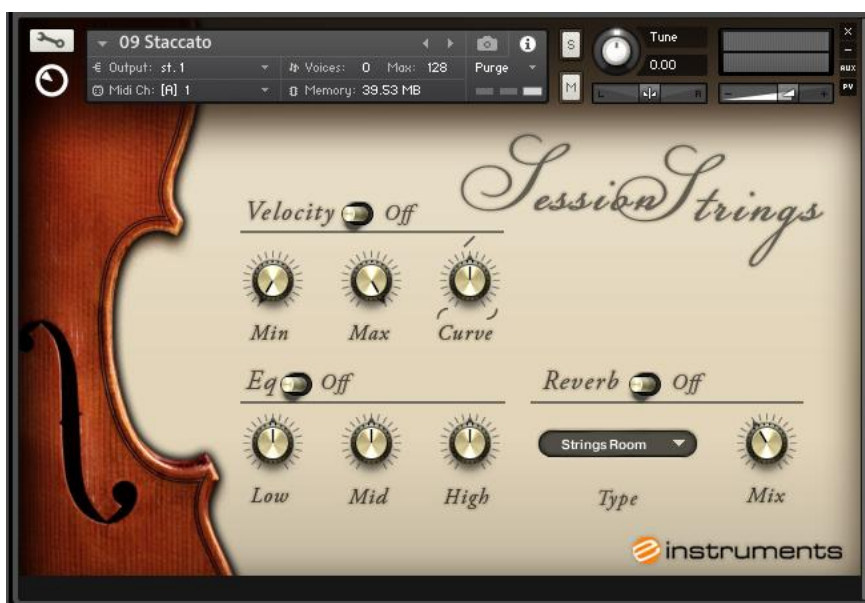 09 Staccato
S
Tune
0.00
×
−
AUX
PV
Output: st.1
Voices: 0 Max: 128
Purge
Midi Ch: [A] 1
Memory: 39.53 MB
M
L R
− +
Session Strings
Velocity Off
Min Max Curve
Eq Off
Reverb Off
Strings Room
Low Mid High
Type Mix
e instruments